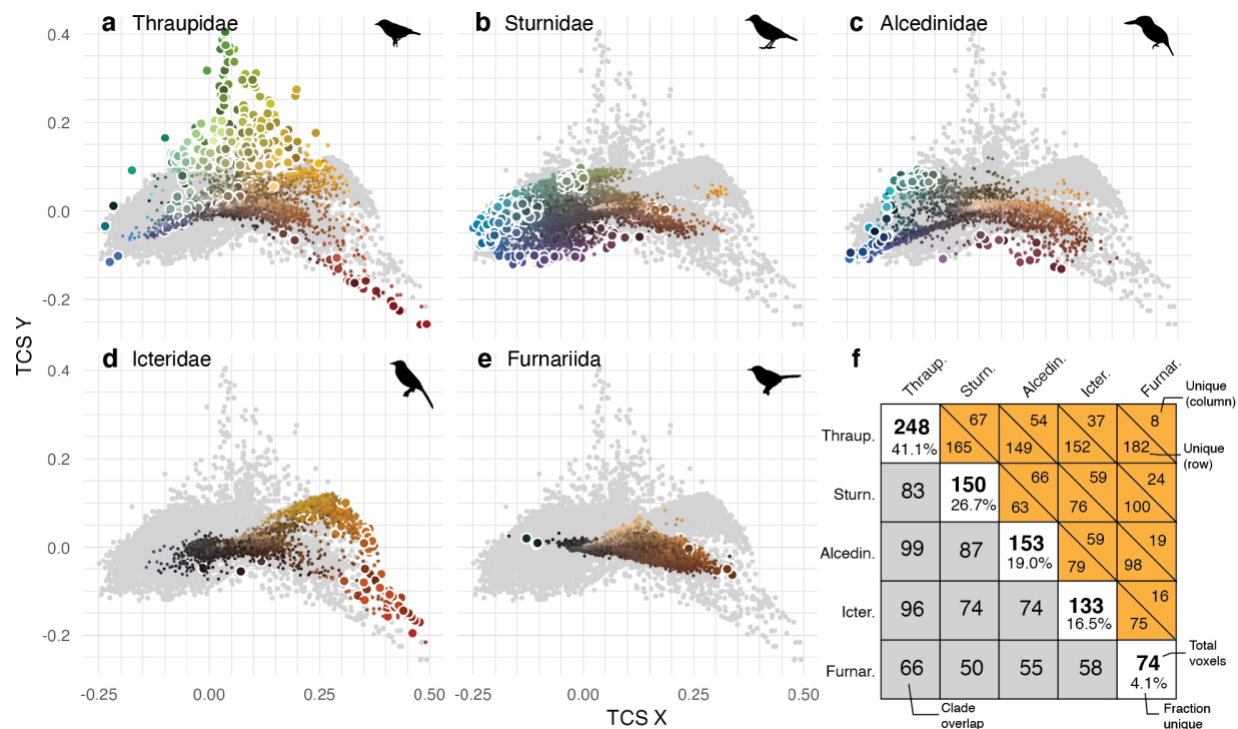 a Thraupidae
b Sturnidae
c Alcedinidae
0.4
0.2
0.0
-0.2
TCS Y
d Icteridae
e Furnariida
f
0.4
0.2
0.0
-0.2
-0.25 0.00 0.25 0.50
-0.25 0.00 0.25 0.50
TCS X
Thraup. Sturn. Alcedin. Icter. Furnar.
Unique
(column)
Unique
(row)
Thraup. 248 41.1% 67 165 54 149 37 152 8 182
Sturn. 83 150 26.7% 66 63 59 76 24 100
Alcedin. 99 87 153 19.0% 59 79 19 98
Icter. 96 74 74 133 16.5% 16 75
Furnar. 66 50 55 58 74 4.1%
Total
voxels
Clade
overlap
Fraction
unique